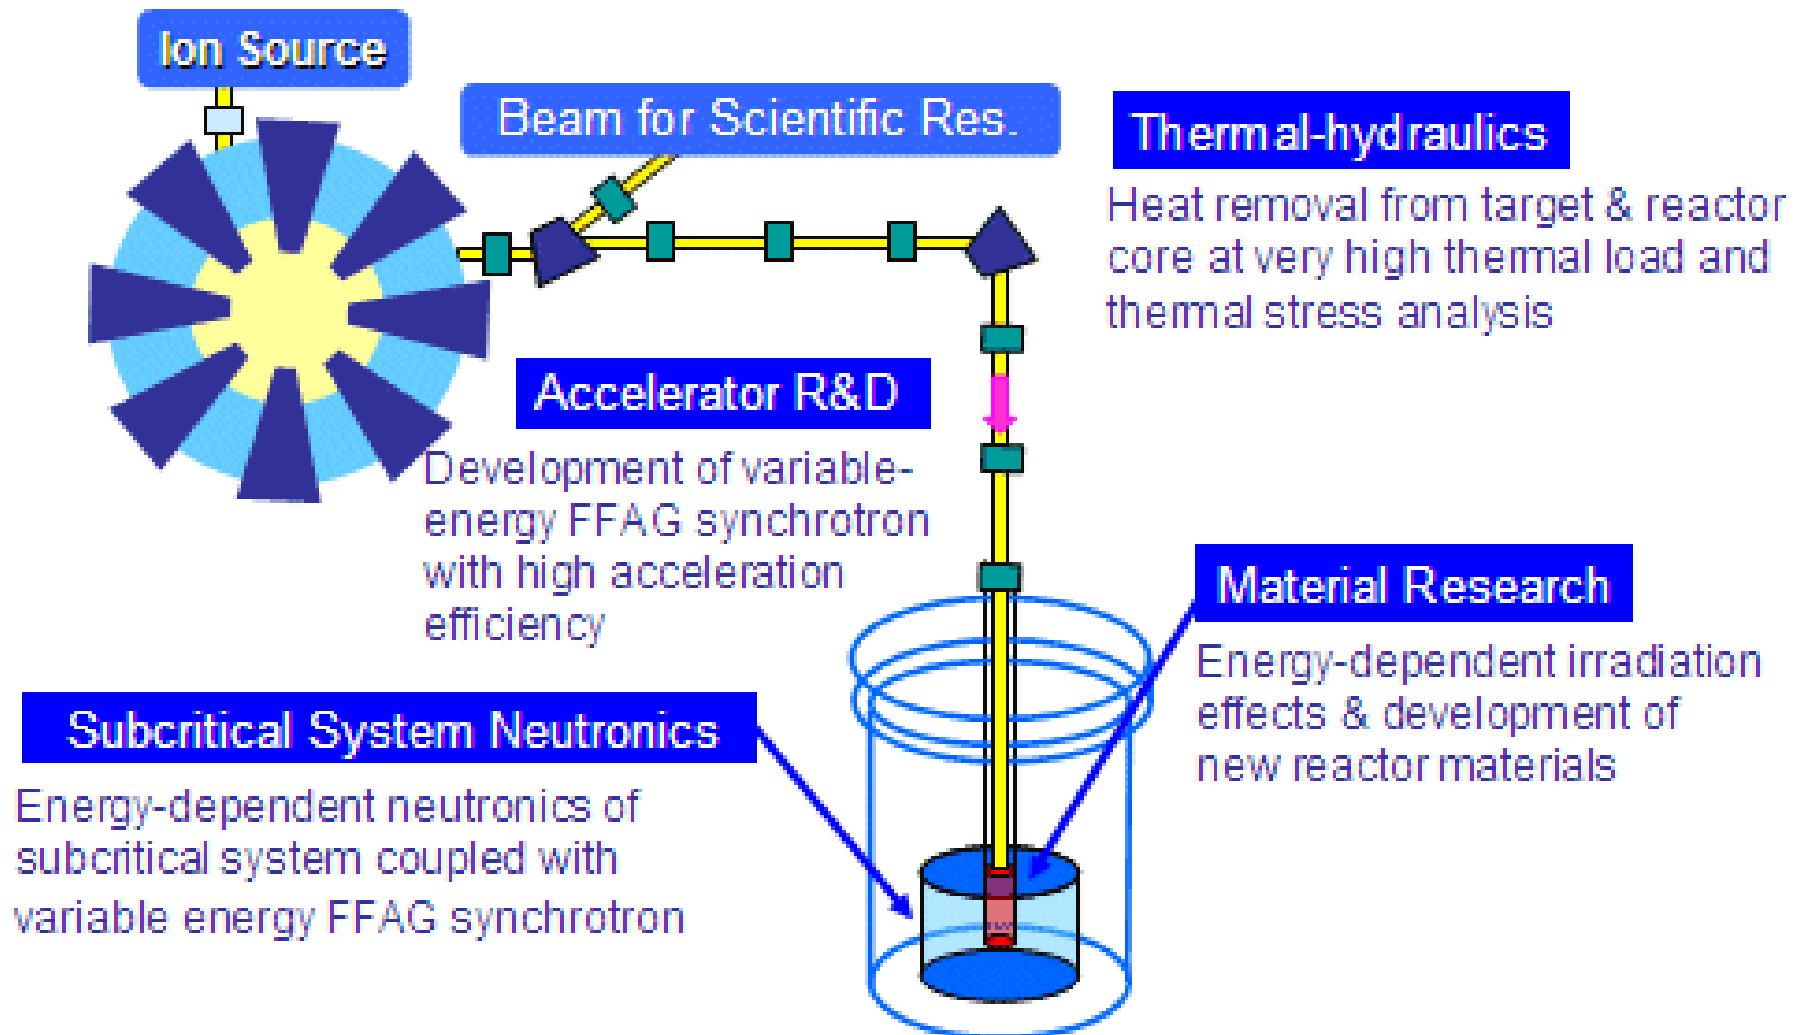 Ion Source
Beam for Scientific Res.
Thermal-hydraulics
Heat removal from target & reactor
core at very high thermal load and
thermal stress analysis
Accelerator R&D
Development of variable-
energy FFAG synchrotron
with high acceleration
efficiency
Material Research
Energy-dependent irradiation
effects & development of
new reactor materials
Subcritical System Neutronics
Energy-dependent neutronics of
subcritical system coupled with
variable energy FFAG synchrotron